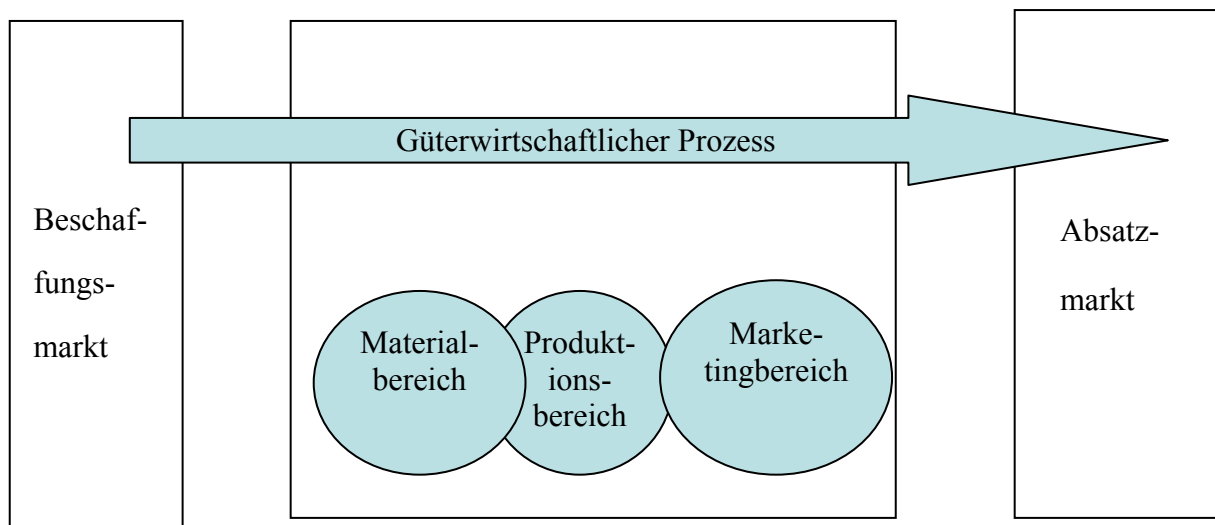 Güterwirtschaftlicher Prozess
Beschaf-
fungs-
markt
Material-
bereich
Produkt-
ions-
bereich
Marke-
tingbereich
Absatz-
markt